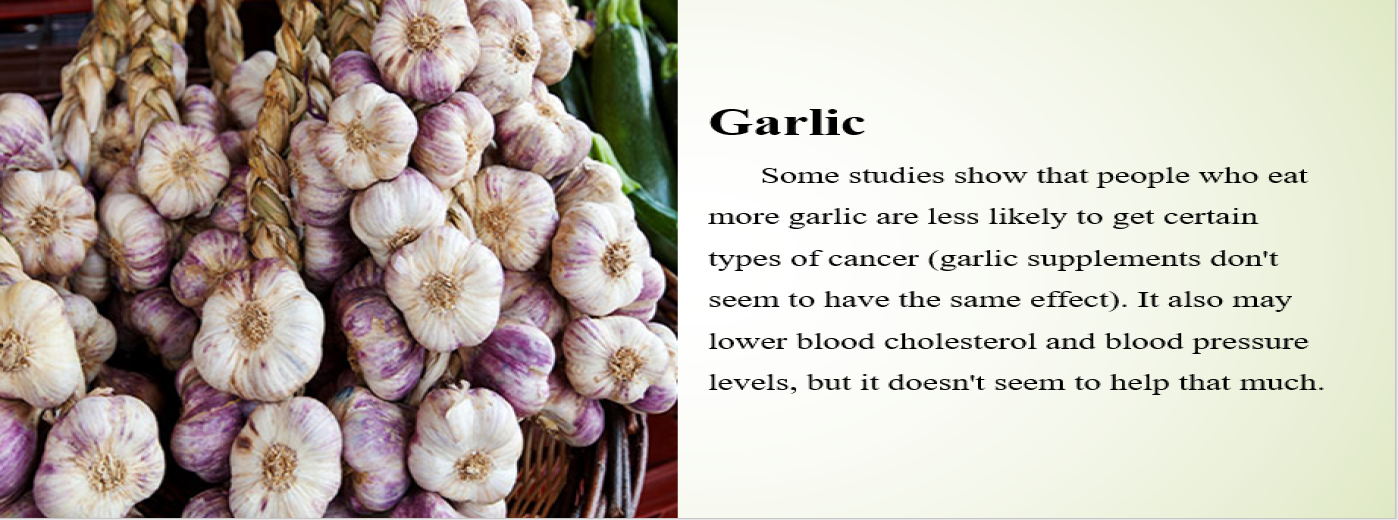 Garlic
Some studies show that people who eat
more garlic are less likely to get certain
types of cancer (garlic supplements don't
seem to have the same effect). It also may
lower blood cholesterol and blood pressure
levels, but it doesn't seem to help that much.